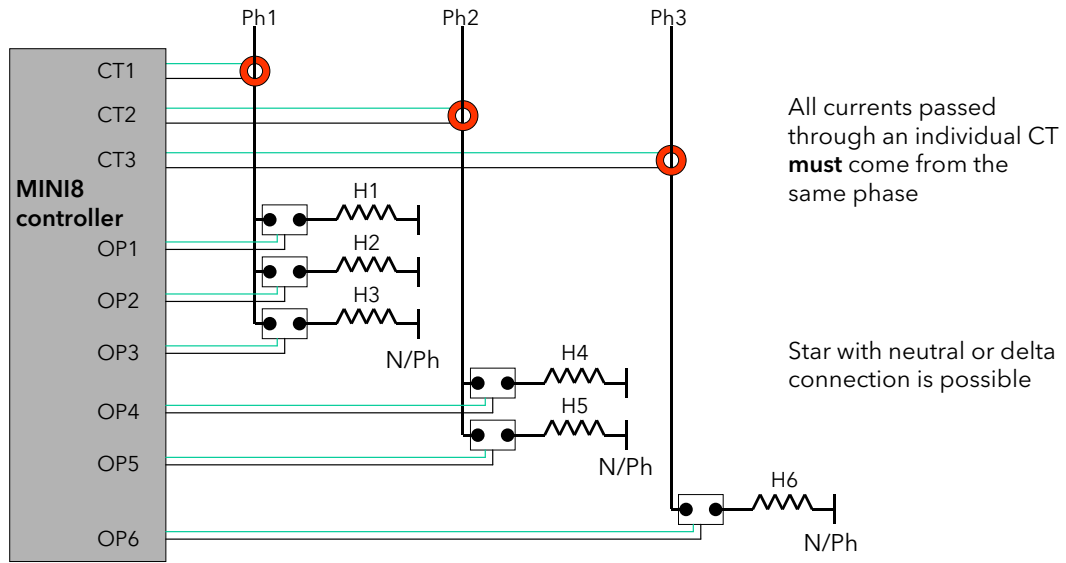 Ph1
Ph2
Ph3
CT1
CT2
CT3
MINI8
controller
OP1
OP2
OP3
OP4
OP5
OP6
H1
H2
H3
N/Ph
H4
H5
N/Ph
H6
N/Ph
All currents passed
through an individual CT
must come from the
same phase
Star with neutral or delta
connection is possible